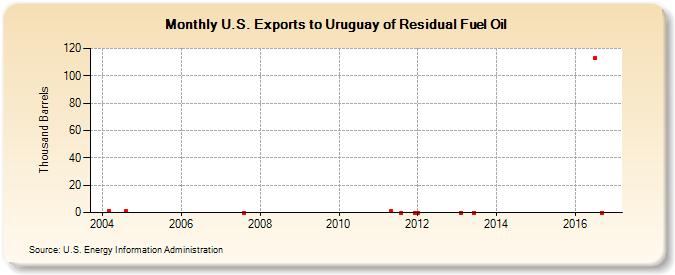 Monthly U.S. Exports to Uruguay of Residual Fuel Oil
Thousand Barrels
120
100
80
60
40
20
0
2004 2006 2008 2010 2012 2014 2016
Source: U.S. Energy Information Administration